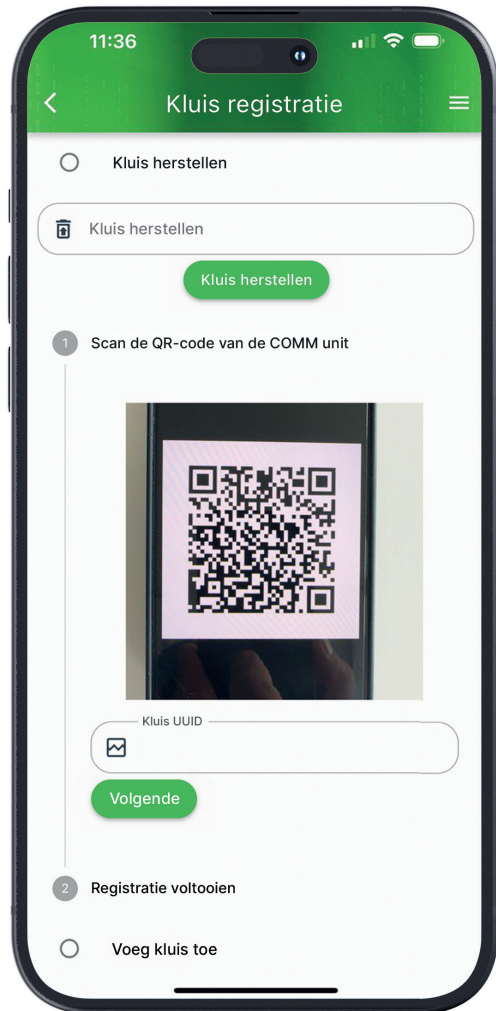 11:36
Kluis registratie
Kluis herstellen
Kluis herstellen
Kluis herstellen
1 Scan de QR-code van de COMM unit
Kluis UUID
Volgende
2 Registratie voltooien
Voeg kluis toe